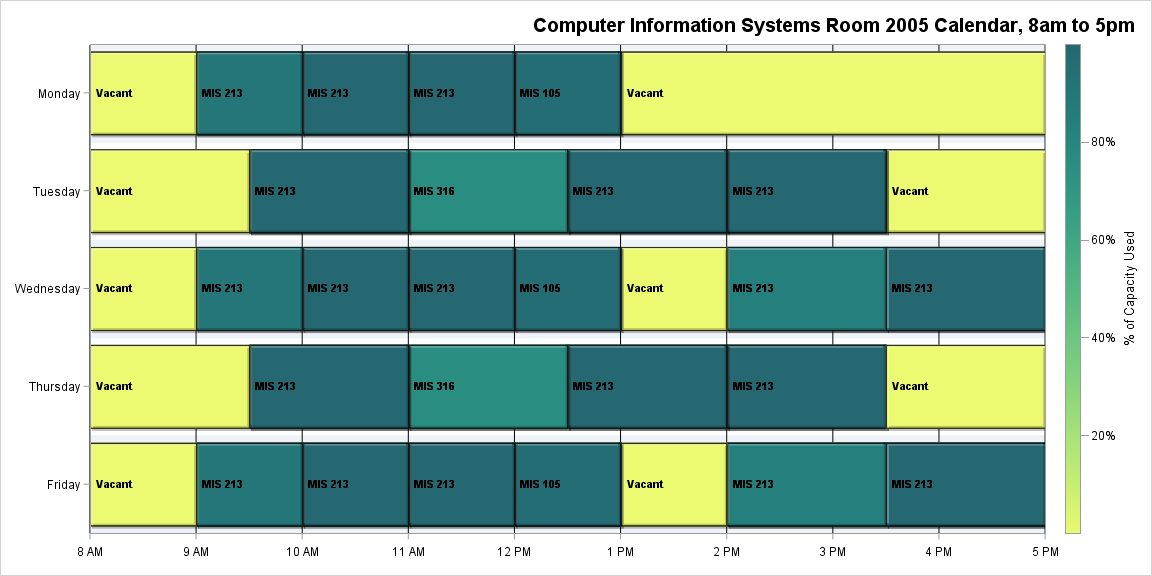 Computer Information Systems Room 2005 Calendar, 8am to 5pm
Monday
Vacant
MIS 213
MIS 213
MIS 213
MIS 105
Vacant
Tuesday
Vacant
MIS 213
MIS 316
MIS 213
MIS 213
Vacant
Wednesday
Vacant
MIS 213
MIS 213
MIS 213
MIS 105
Vacant
MIS 213
MIS 213
Thursday
Vacant
MIS 213
MIS 316
MIS 213
MIS 213
Vacant
Friday
Vacant
MIS 213
MIS 213
MIS 213
MIS 105
Vacant
MIS 213
MIS 213
8 AM
9 AM
10 AM
11 AM
12 PM
1 PM
2 PM
3 PM
4 PM
5 PM
80%
60%
40%
20%
% of Capacity Used